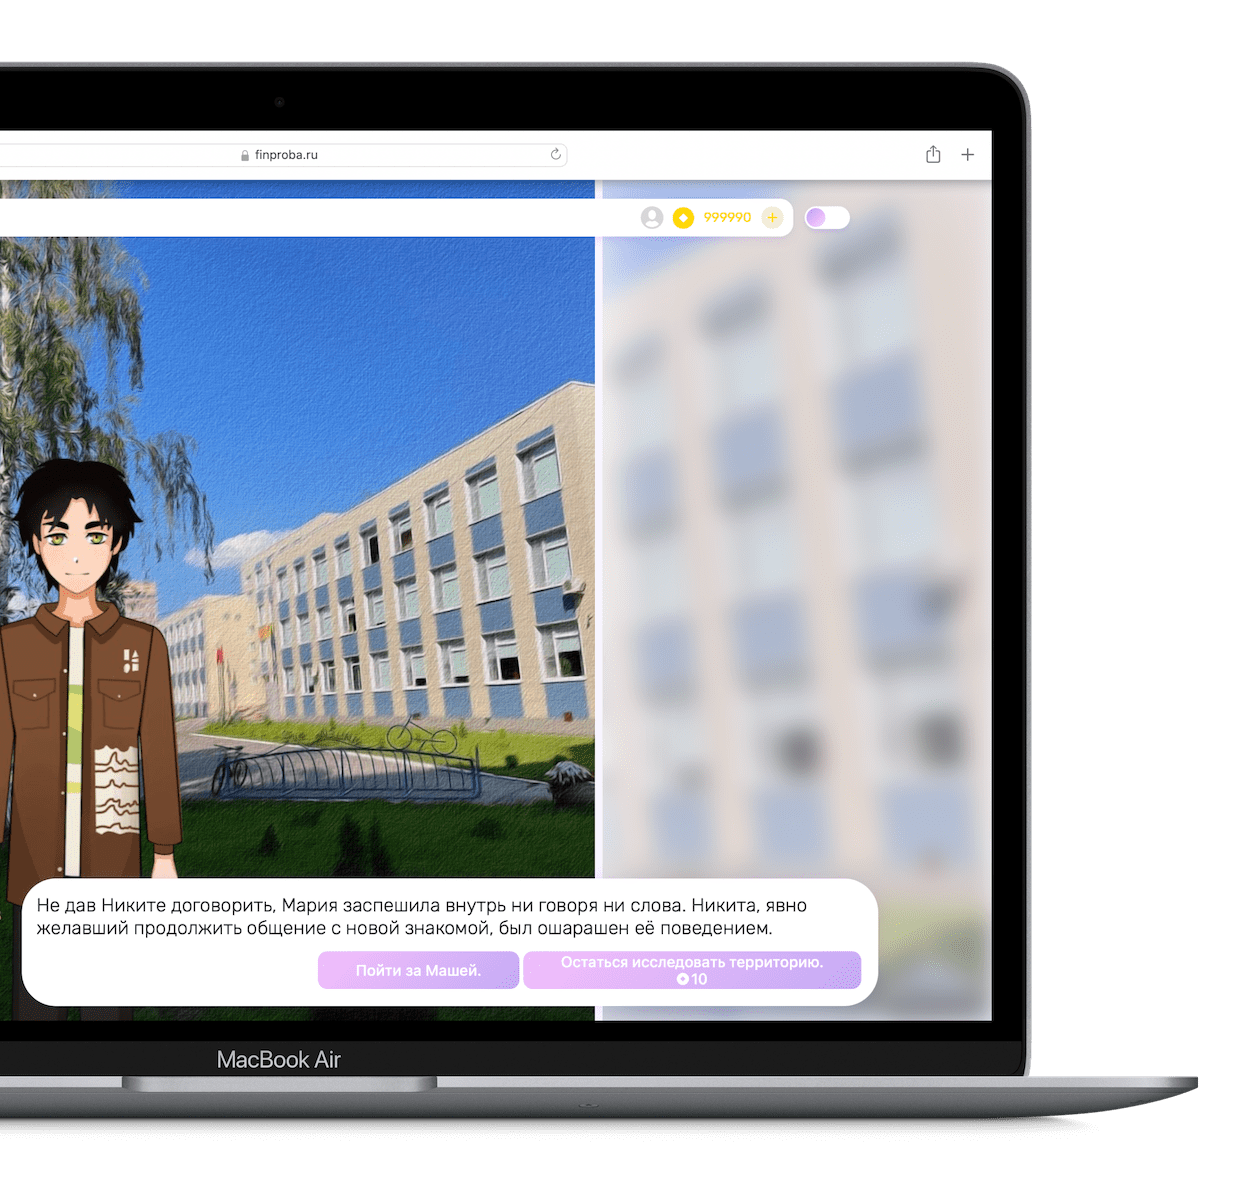 finproba.ru
999990
Не дав Никите договорить, Мария заспешила внутрь ни говоря ни слова. Никита, явно
желавший продолжить общение с новой знакомой, был ошарашен её поведением.
Пойти за Машей.
Остаться исследовать территорию.
10
MacBook Air